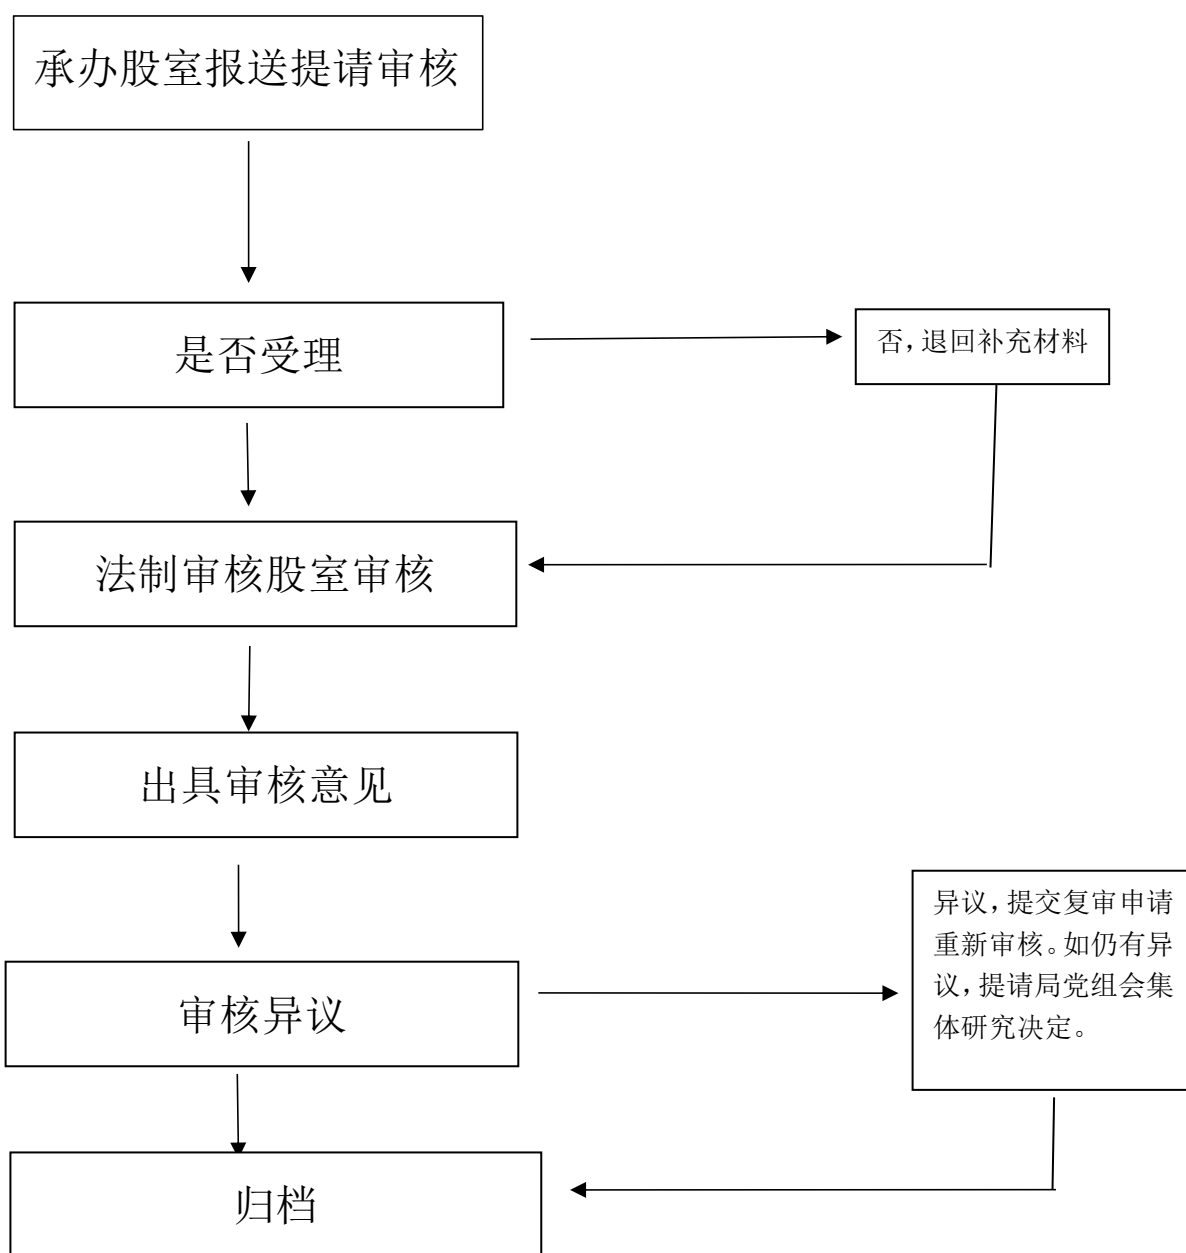 承办股室报送提请审核
是否受理
否，退回补充材料
法制审核股室审核
出具审核意见
异议，提交复审申请
重新审核。如仍有异
议，提请局党组会集
体研究决定。
审核异议
归档